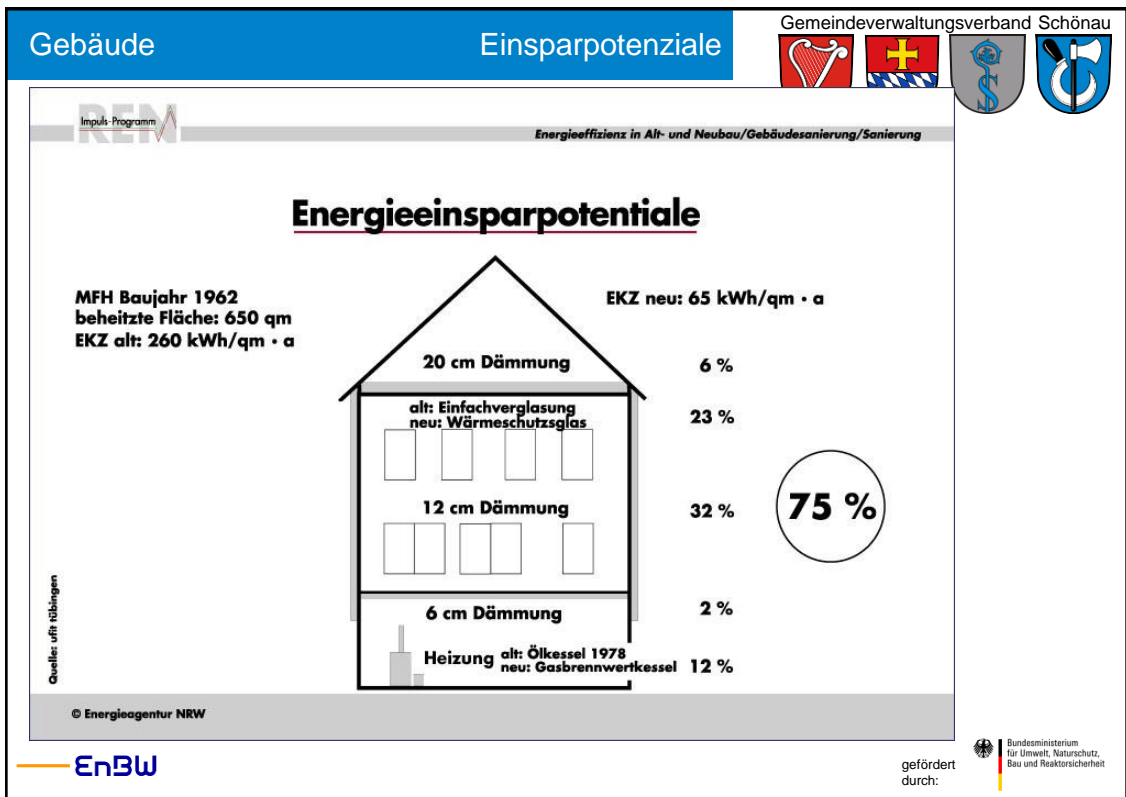 Gebäude
Einsparpotenziale
Gemeindeverwaltungsverband Schönau
REM
Impuls-Programm
Energieeffizienz in Alt- und Neubau/Gebäudesanierung/Sanierung
Energieeinsparpotentiale
MFH Baujahr 1962
beheitzte Fläche: 650 qm
EKZ alt: 260 kWh/qm · a
EKZ neu: 65 kWh/qm · a
20 cm Dämmung
6 %
alt: Einfachverglasung
neu: Wärmeschutzsglas
23 %
12 cm Dämmung
32 %
75 %
6 cm Dämmung
2 %
Heizung
alt: Ölkessel 1978
neu: Gasbrennwertkessel
12 %
Quelle: ufit tübingen
© Energieagentur NRW
EnBW
gefördert
durch:
Bundesministerium
für Umwelt, Naturschutz,
Bau und Reaktorsicherheit